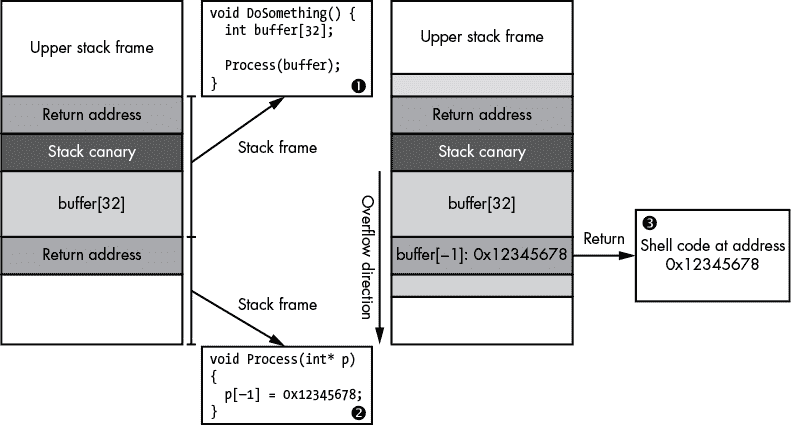 Upper stack frame
Return address
Stack canary
buffer[32]
Return address
void DoSomething() {
int buffer[32];
Process(buffer);
}
❶
Stack frame
Stack frame
void Process(int* p)
{
p[–1] = 0x12345678;
}
❷
Overflow direction
Upper stack frame
Return address
Stack canary
buffer[32]
buffer[–1]: 0x12345678
Return
❸
Shell code at address
0x12345678